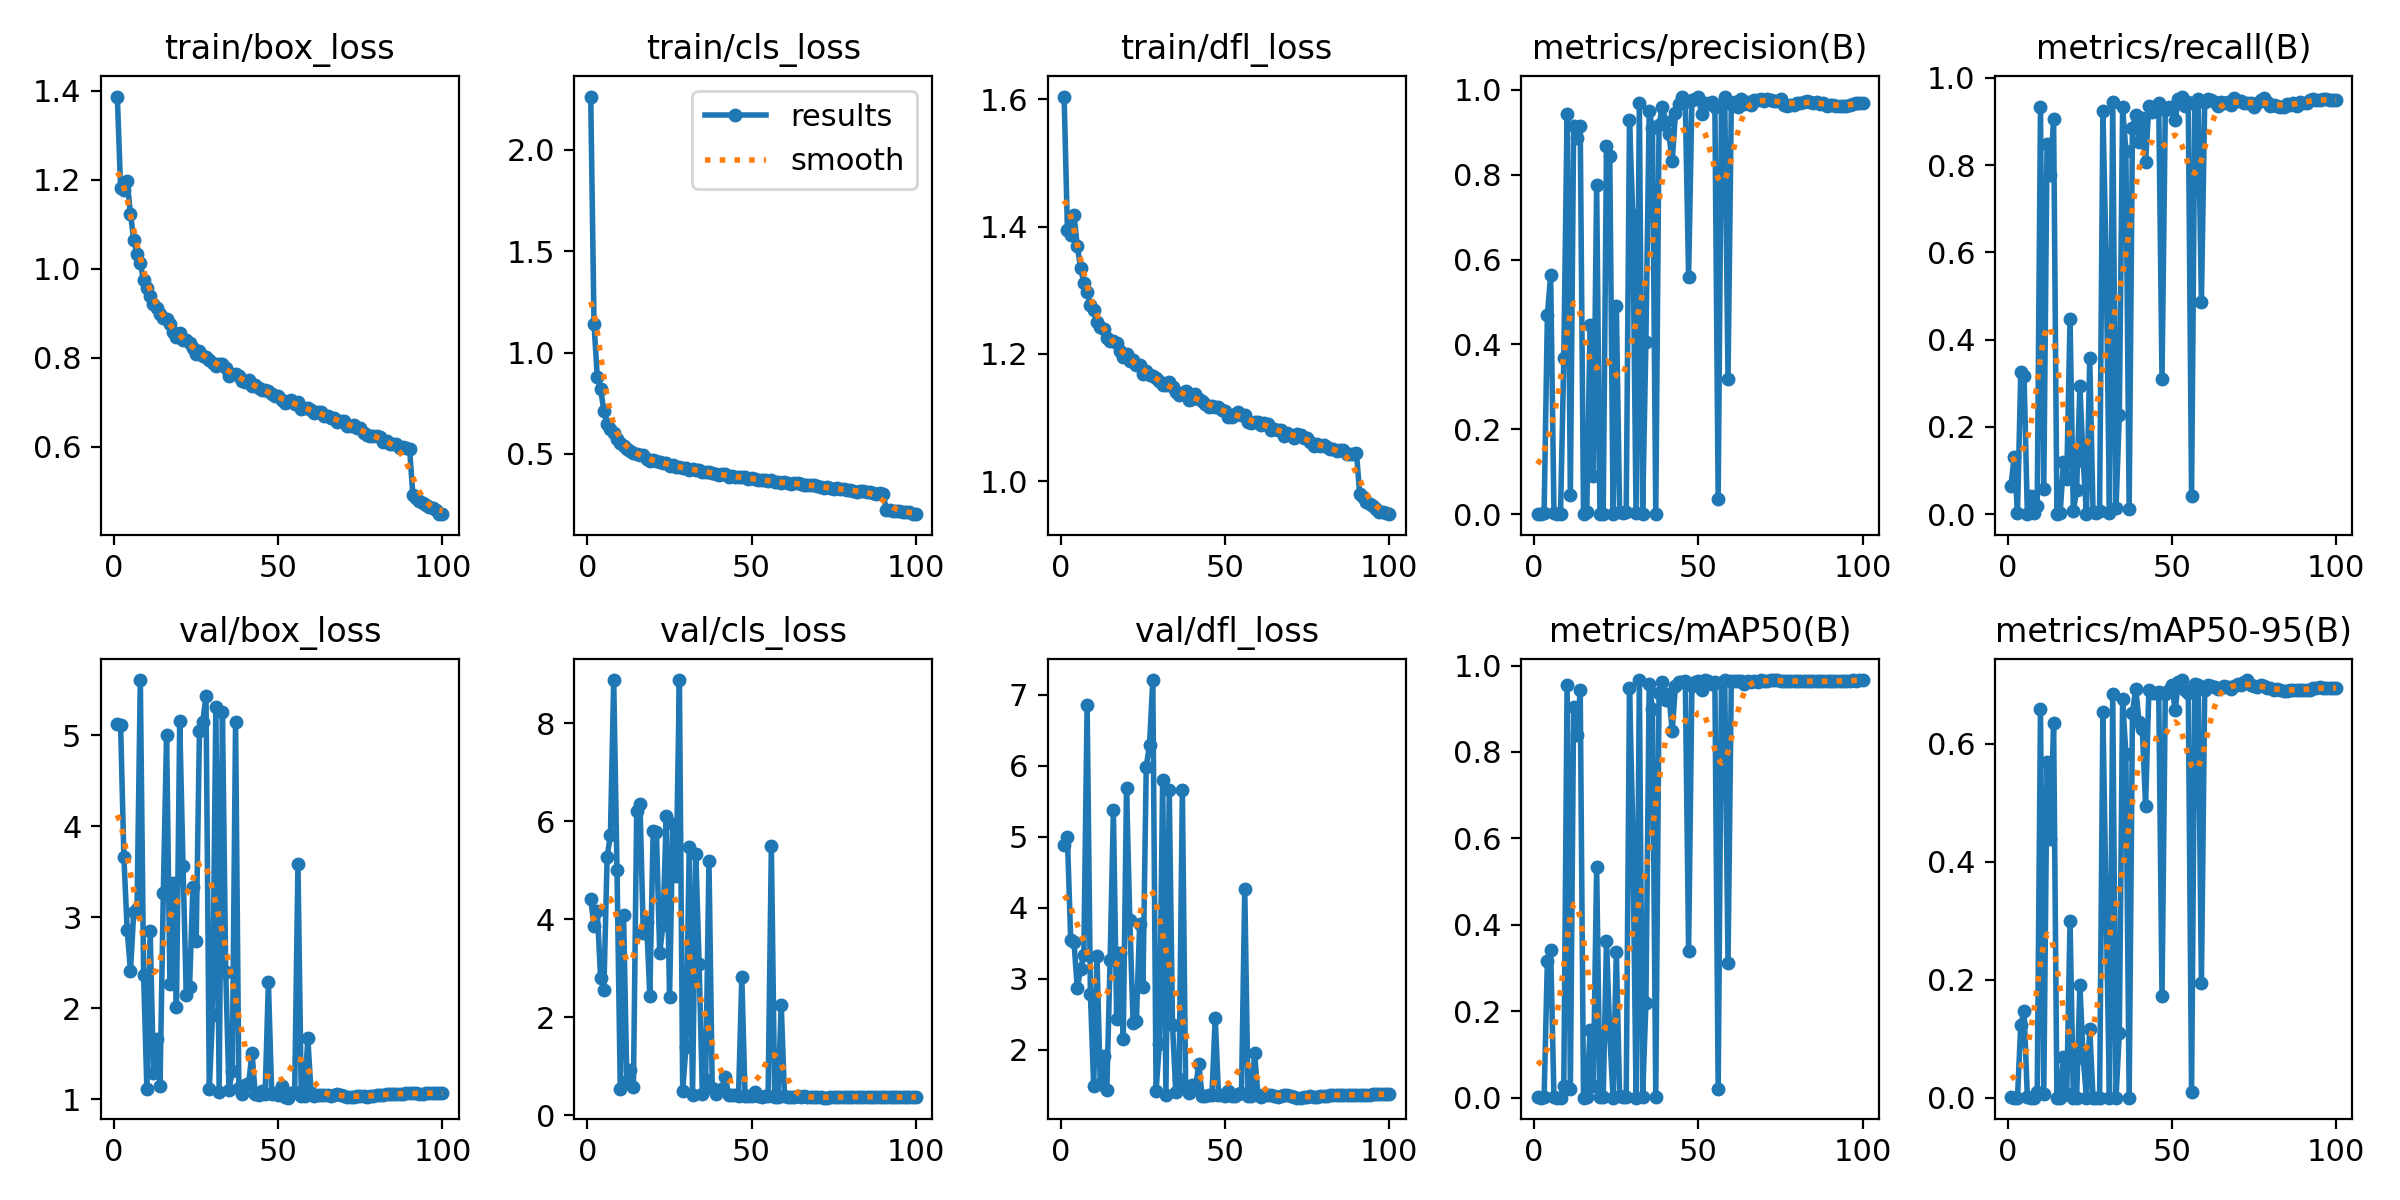 train/box_loss
1.4
1.2
1.0
0.8
0.6
0 50 100
train/cls_loss
results
smooth
2.0
1.5
1.0
0.5
0 50 100
train/dfl_loss
1.6
1.4
1.2
1.0
0 50 100
metrics/precision(B)
1.0
0.8
0.6
0.4
0.2
0.0
0 50 100
metrics/recall(B)
1.0
0.8
0.6
0.4
0.2
0.0
0 50 100
val/box_loss
5
4
3
2
1
0 50 100
val/cls_loss
8
6
4
2
0
0 50 100
val/dfl_loss
7
6
5
4
3
2
0 50 100
metrics/mAP50(B)
1.0
0.8
0.6
0.4
0.2
0.0
0 50 100
metrics/mAP50-95(B)
0.6
0.4
0.2
0.0
0 50 100